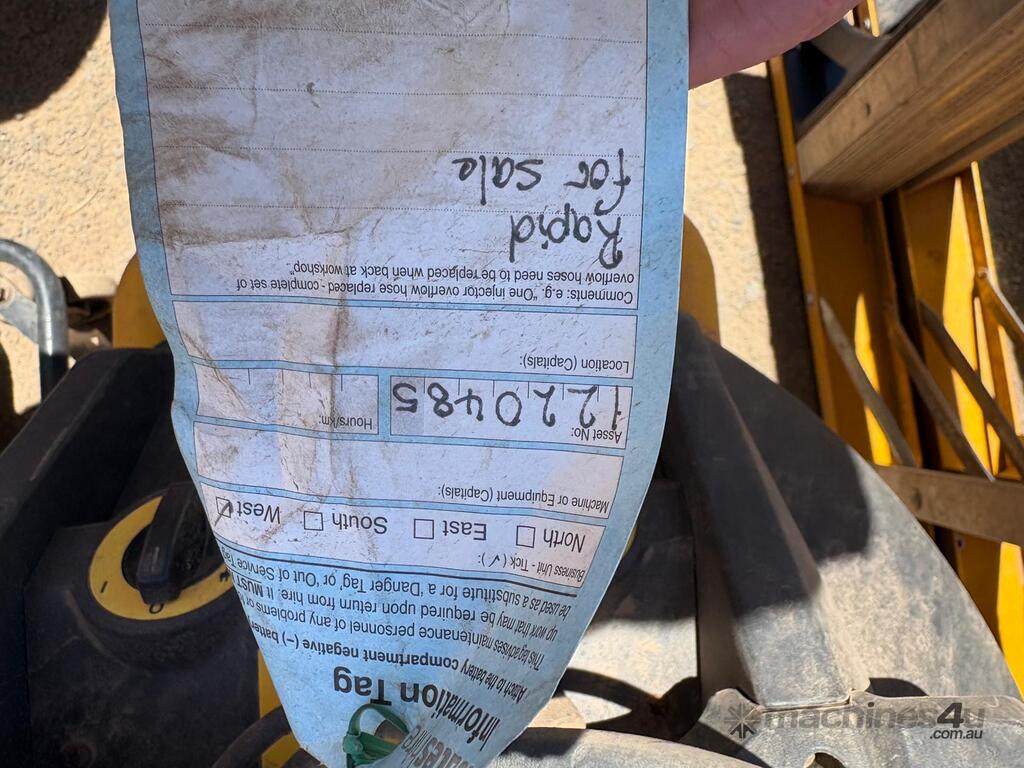 Information Tag
Attach to the battery compartment negative (–)
This tag advises maintenance personnel of any problems or
up work that may be required upon return from hire. It MUST
be used as a substitute for a Danger Tag or 'Out of Service Tag
Business Unit - Tick (✓):
North East South West
Machine or Equipment (Capitals):
Asset No: Hours/km:
1220485
Location (Capitals):
Comments: e.g. "One injector overflow hose replaced - complete set of
overflow hoses need to be replaced when back at workshop".
Rapid
for sale
machines4u
.com.au